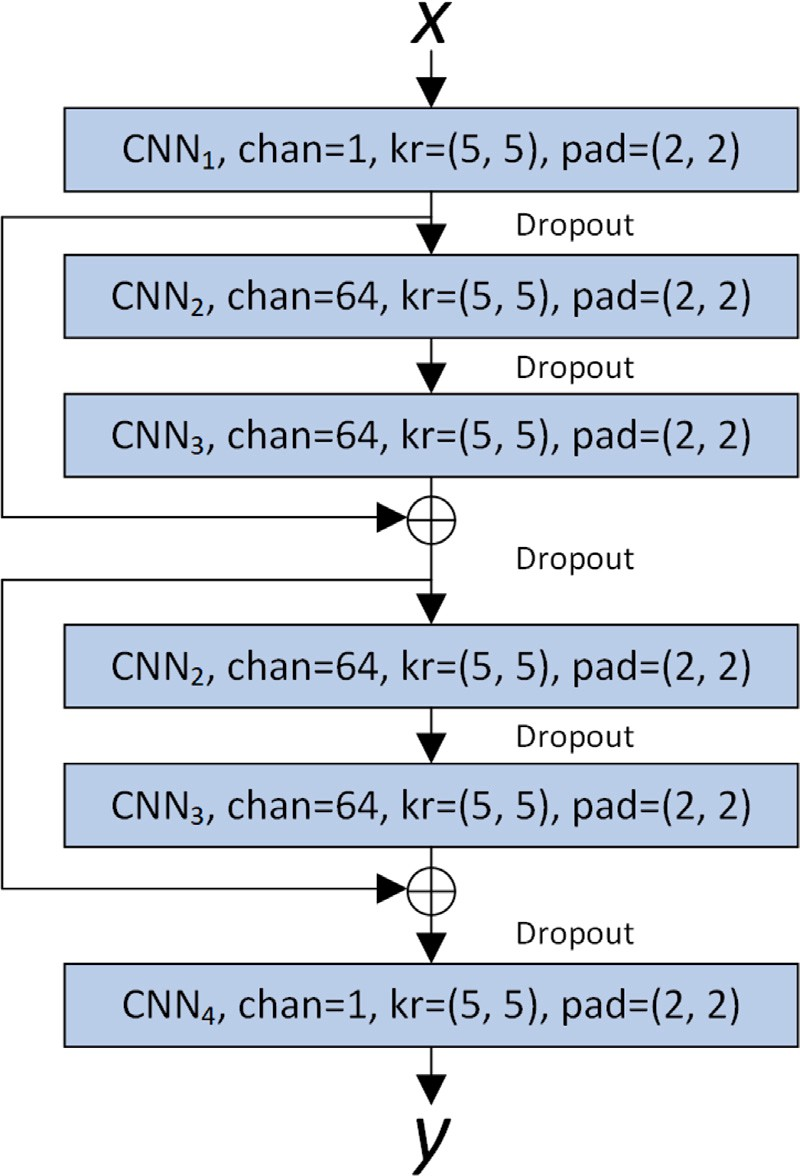 x
CNN₁, chan=1, kr=(5, 5), pad=(2, 2)
Dropout
CNN₂, chan=64, kr=(5, 5), pad=(2, 2)
Dropout
CNN₃, chan=64, kr=(5, 5), pad=(2, 2)
Dropout
CNN₂, chan=64, kr=(5, 5), pad=(2, 2)
Dropout
CNN₃, chan=64, kr=(5, 5), pad=(2, 2)
Dropout
CNN₄, chan=1, kr=(5, 5), pad=(2, 2)
y